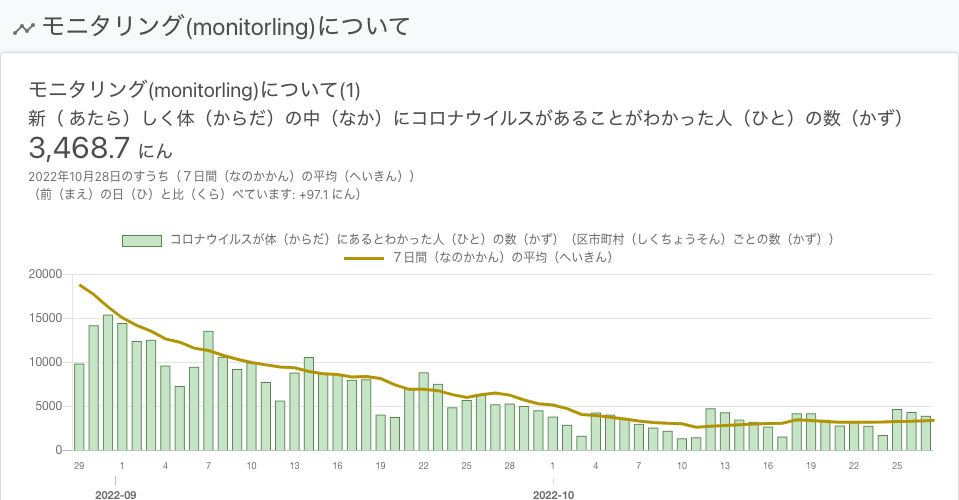 モニタリング(monitorling)について
モニタリング(monitorling)について(1)
新（ あたら）しく体（からだ）の中（なか）にコロナウイルスがあることがわかった人（ひと）の数（かず）
3,468.7 にん
2022年10月28日のすうち（７日間（なのかかん）の平均（へいきん））
（前（まえ）の日（ひ）と比（くら）べています: +97.1 にん）
コロナウイルスが体（からだ）にあるとわかった人（ひと）の数（かず）（区市町村（しくちょうそん）ごとの数（かず））
７日間（なのかかん）の平均（へいきん）
20000
15000
10000
5000
0
29 1 4 7 10 13 16 19 22 25 28 1 4 7 10 13 16 19 22 25
2022-09 2022-10